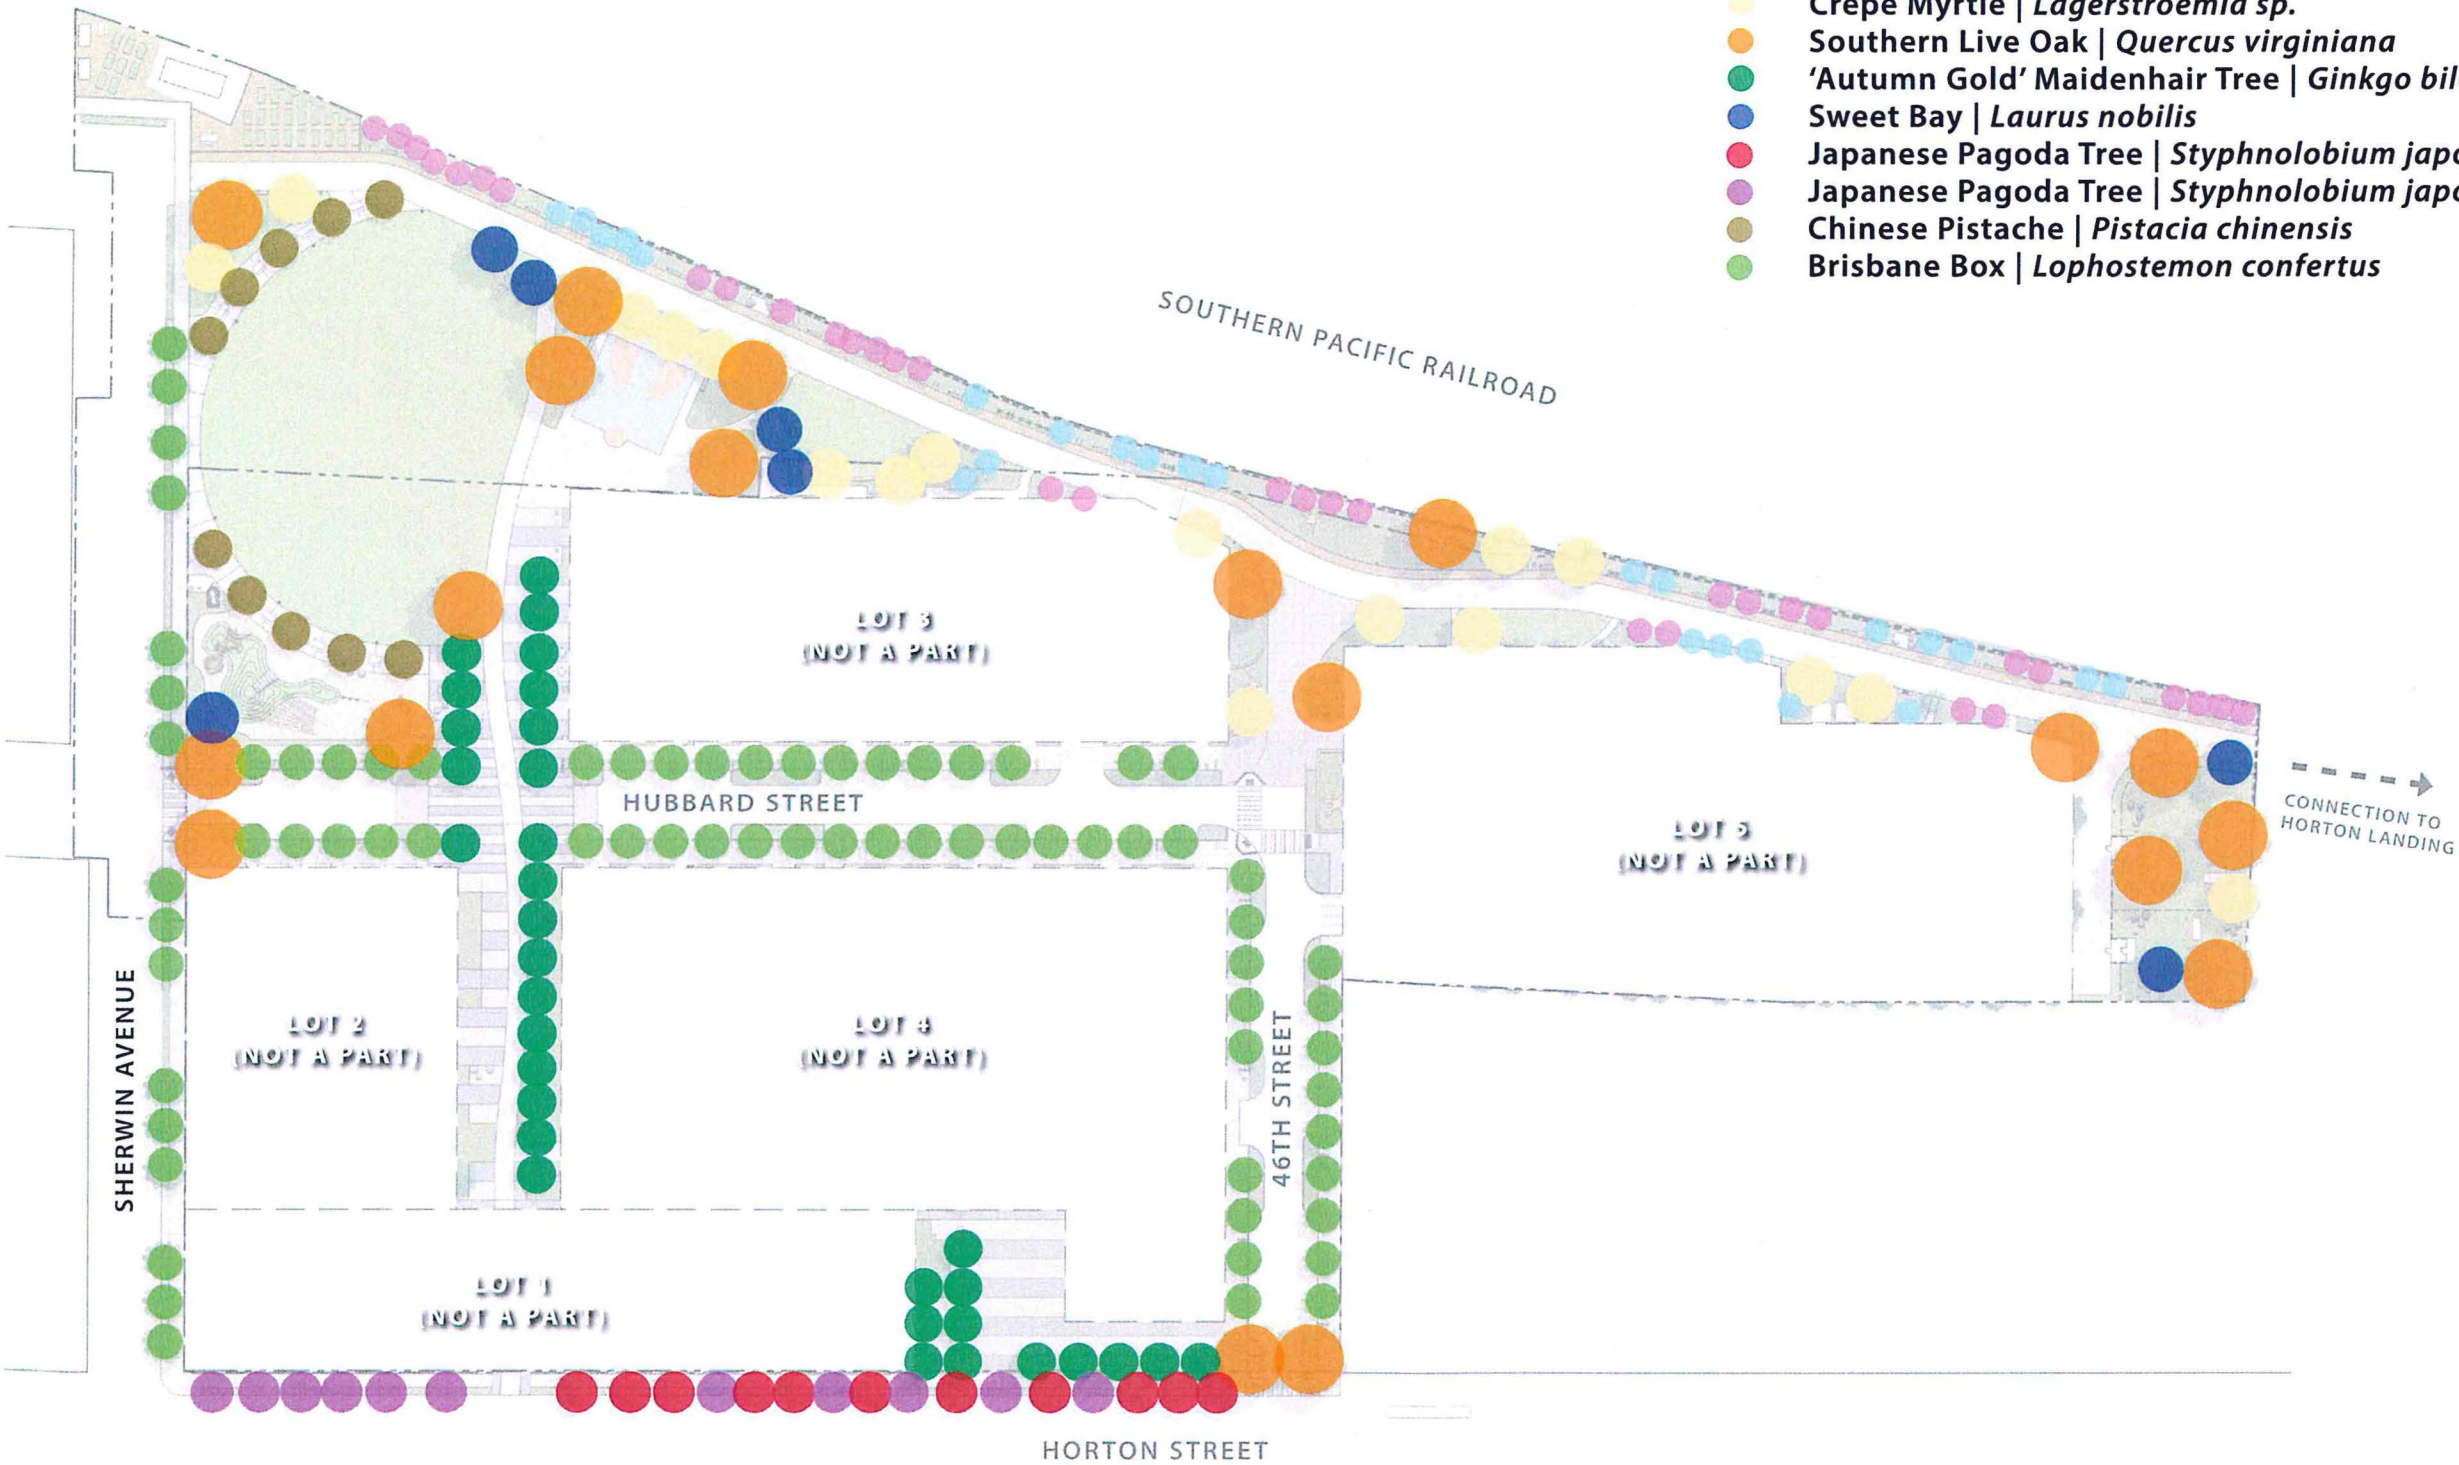 Crepe Myrtle | Lagerstroemia sp.
Southern Live Oak | Quercus virginiana
‘Autumn Gold’ Maidenhair Tree | Ginkgo bil
Sweet Bay | Laurus nobilis
Japanese Pagoda Tree | Styphnolobium japo
Japanese Pagoda Tree | Styphnolobium japo
Chinese Pistache | Pistacia chinensis
Brisbane Box | Lophostemon confertus
SOUTHERN PACIFIC RAILROAD
LOT 3
(NOT A PART)
HUBBARD STREET
CONNECTION TO
HORTON LANDING
LOT 5
(NOT A PART)
LOT 2
(NOT A PART)
LOT 4
(NOT A PART)
SHERWIN AVENUE
46TH STREET
LOT 1
(NOT A PART)
HORTON STREET